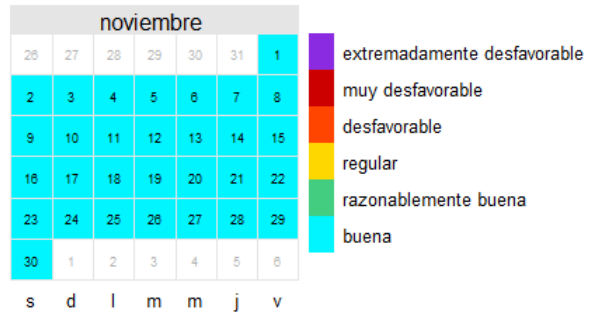 noviembre
26 27 28 29 30 31 1
2 3 4 5 6 7 8
9 10 11 12 13 14 15
16 17 18 19 20 21 22
23 24 25 26 27 28 29
30 1 2 3 4 5 6
s d l m m j v
extremadamente desfavorable
muy desfavorable
desfavorable
regular
razonablemente buena
buena